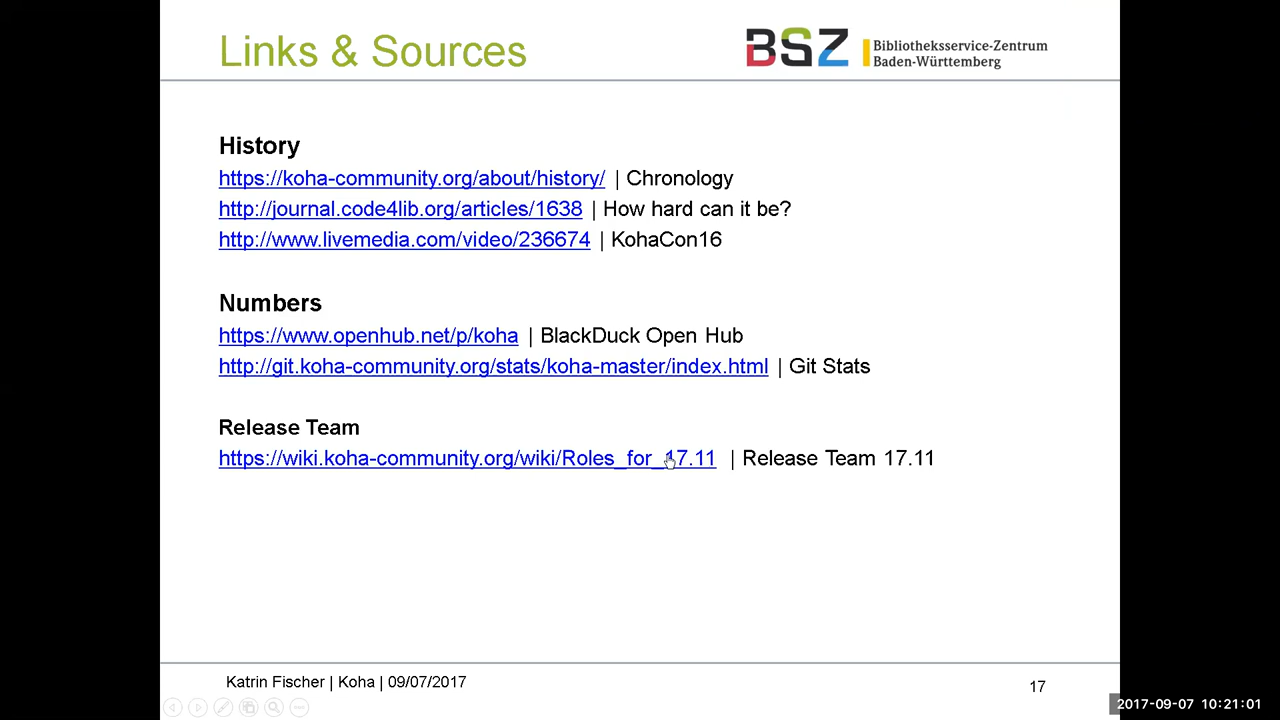 Links & Sources
BSZ
Bibliotheksservice-Zentrum
Baden-Württemberg
History
https://koha-community.org/about/history/ | Chronology
http://journal.code4lib.org/articles/1638 | How hard can it be?
http://www.livemedia.com/video/236674 | KohaCon16
Numbers
https://www.openhub.net/p/koha | BlackDuck Open Hub
http://git.koha-community.org/stats/koha-master/index.html | Git Stats
Release Team
https://wiki.koha-community.org/wiki/Roles_for_17.11 | Release Team 17.11
Katrin Fischer | Koha | 09/07/2017
17
2017-09-07 10:21:01